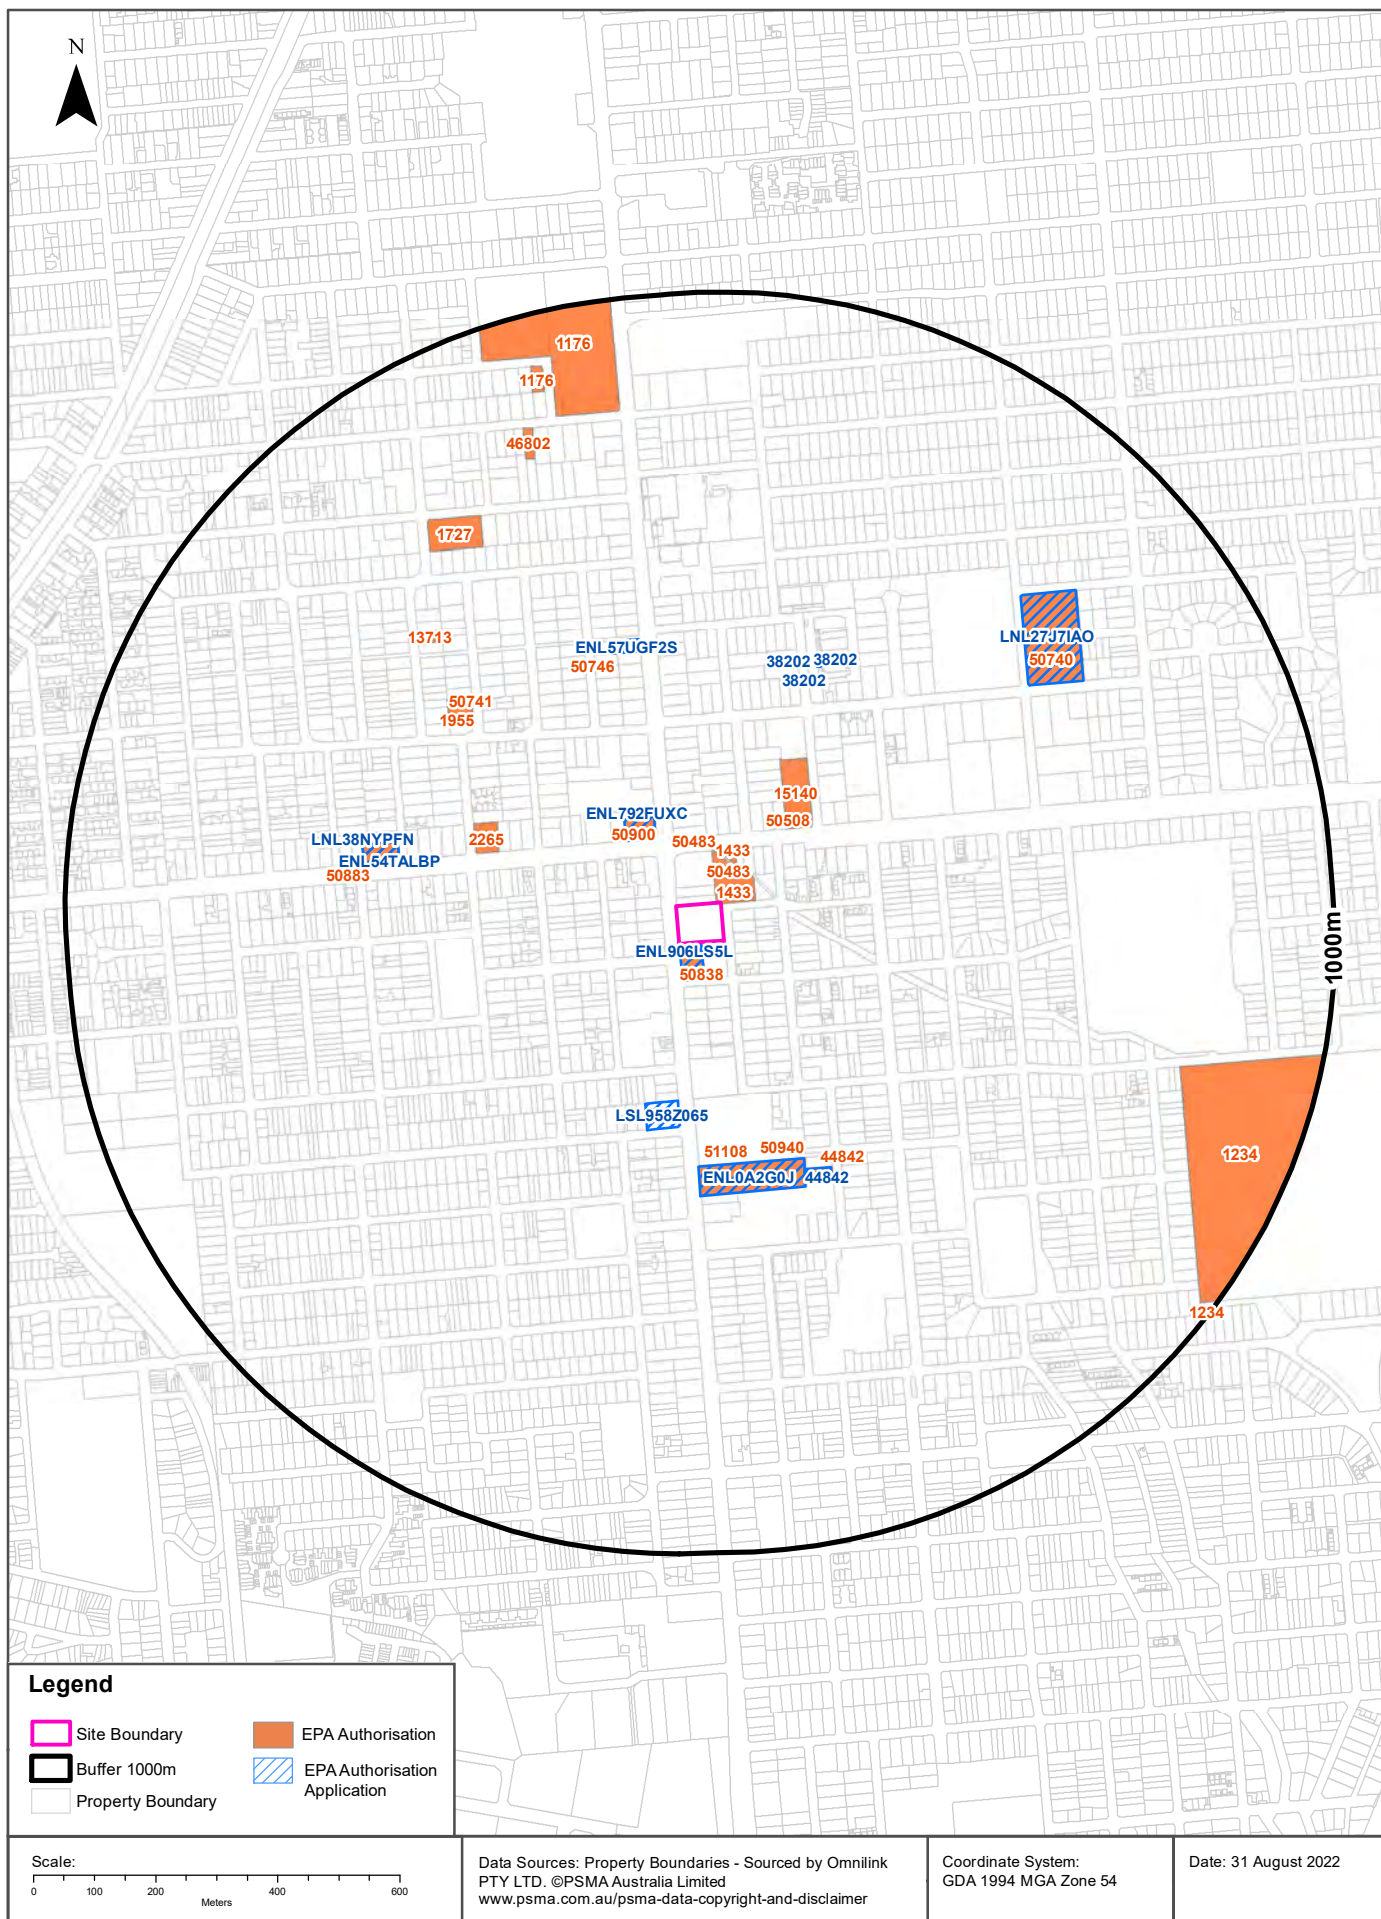 N
1176
1176
46802
1727
13713
ENL57UGF2S
50746
38202
38202
38202
LNL27J7IAO
50740
50741
1955
15140
50508
ENL792FUXC
50900
50483
1433
50483
1433
2265
LNL38NYPFN
ENL54TALBP
50883
ENL906LS5L
50838
1000m
LSL958Z065
51108
50940
44842
ENL0A2G0J
44842
1234
1234
Legend
Site Boundary
Buffer 1000m
Property Boundary
EPA Authorisation
EPA Authorisation
Application
Scale:
0 100 200 400 600
Meters
Data Sources: Property Boundaries - Sourced by Omnilink
PTY LTD. ©PSMA Australia Limited
www.psma.com.au/psma-data-copyright-and-disclaimer
Coordinate System:
GDA 1994 MGA Zone 54
Date: 31 August 2022